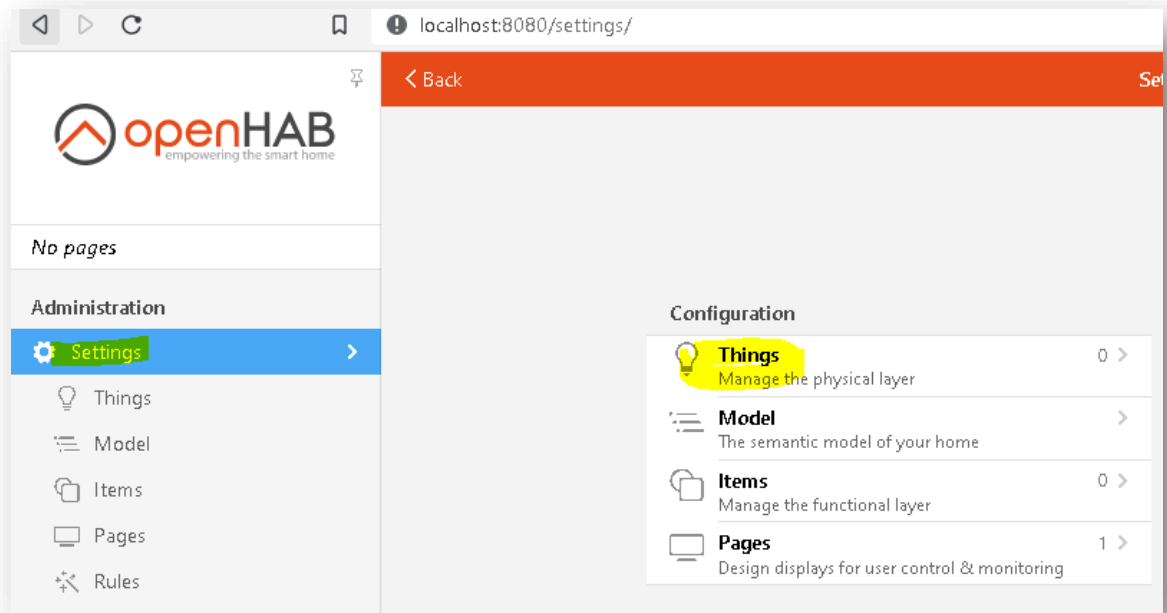 localhost:8080/settings/
Back
Set
openHAB
empowering the smart home
No pages
Administration
Settings
Things
Model
Items
Pages
Rules
Configuration
Things 0
Manage the physical layer
Model
The semantic model of your home
Items 0
Manage the functional layer
Pages 1
Design displays for user control & monitoring